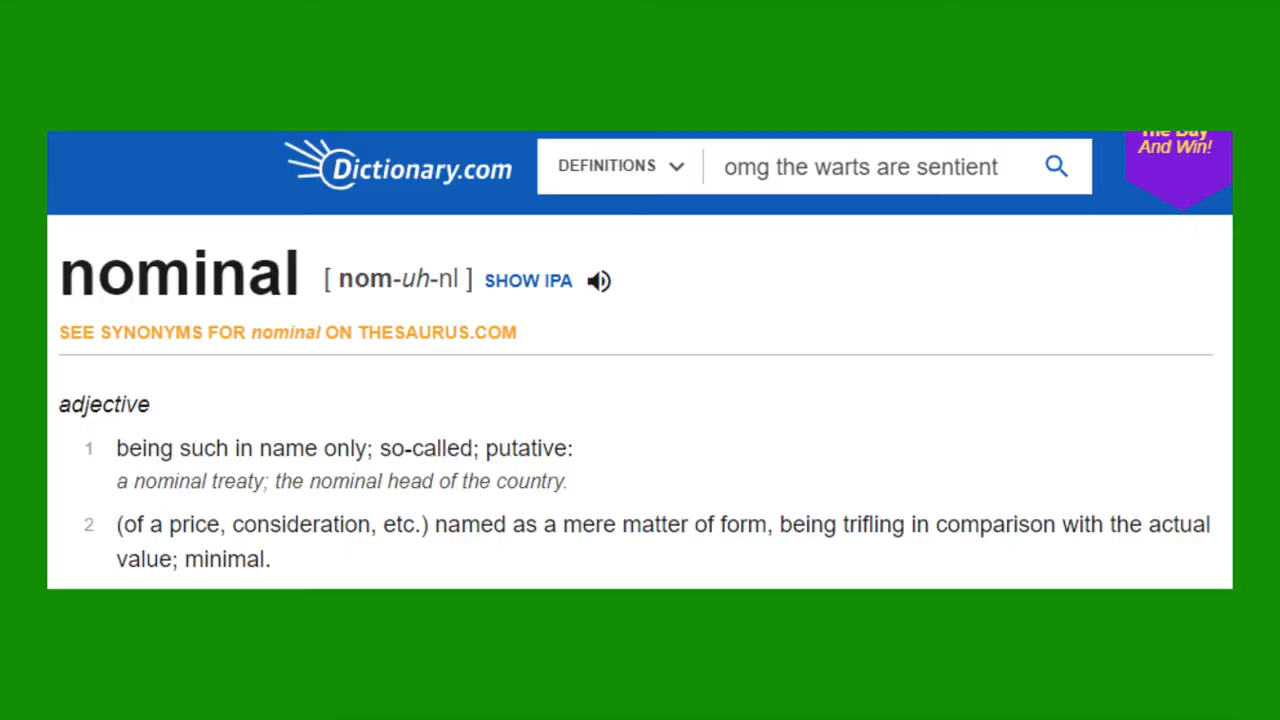 The Day
And Win!
Dictionary.com
DEFINITIONS
omg the warts are sentient
nominal [ nom-uh-nl ] SHOW IPA
SEE SYNONYMS FOR nominal ON THESAURUS.COM
adjective
1 being such in name only; so-called; putative:
a nominal treaty; the nominal head of the country.
2 (of a price, consideration, etc.) named as a mere matter of form, being trifling in comparison with the actual
value; minimal.